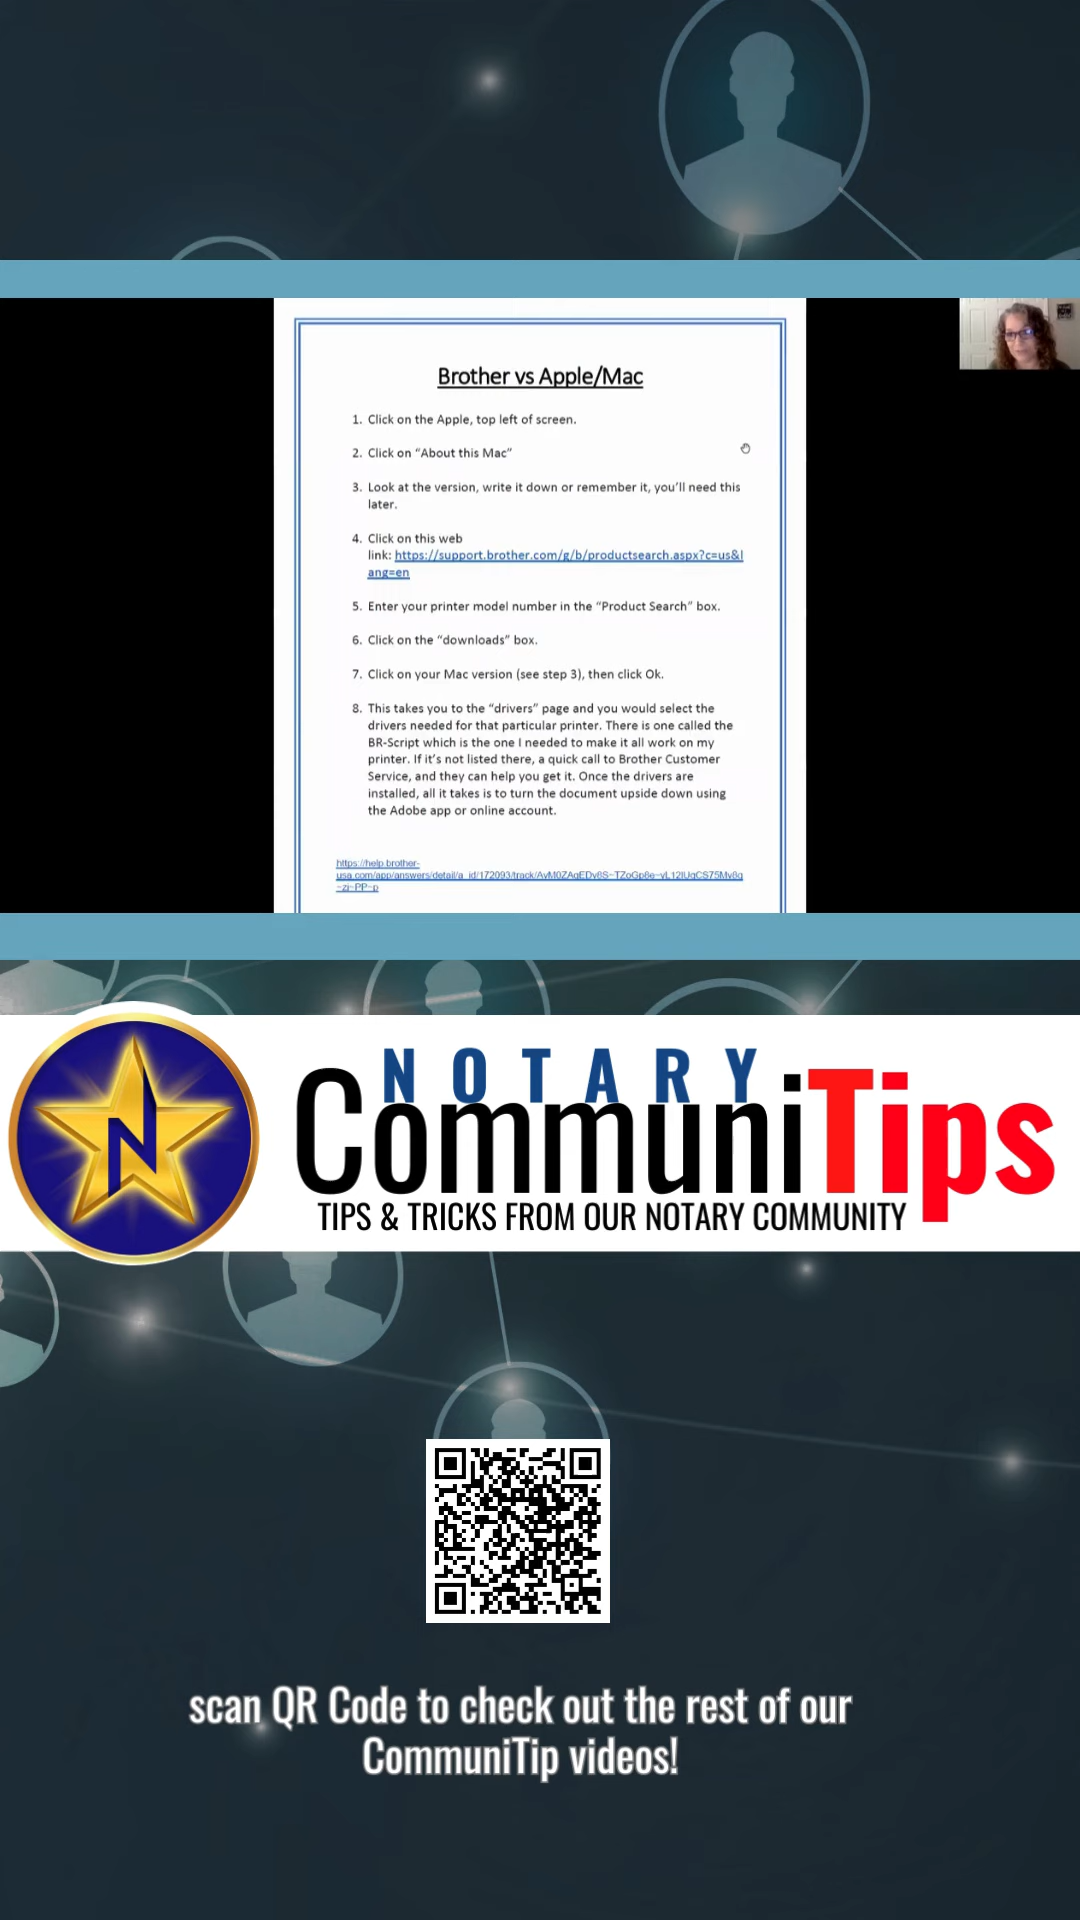 Brother vs Apple/Mac
1. Click on the Apple, top left of screen.
2. Click on “About this Mac”
3. Look at the version, write it down or remember it, you’ll need this
later.
4. Click on this web
link: https://support.brother.com/g/b/productsearch.aspx?c=us&l
ang=en
5. Enter your printer model number in the “Product Search” box.
6. Click on the “downloads” box.
7. Click on your Mac version (see step 3), then click Ok.
8. This takes you to the “drivers” page and you would select the
drivers needed for that particular printer. There is one called the
BR-Script which is the one I needed to make it all work on my
printer. If it’s not listed there, a quick call to Brother Customer
Service, and they can help you get it. Once the drivers are
installed, all it takes is to turn the document upside down using
the Adobe app or online account.
https://help.brother-
NOTARY
CommuniTips
TIPS & TRICKS FROM OUR NOTARY COMMUNITY
N
scan QR Code to check out the rest of our
CommuniTip videos!